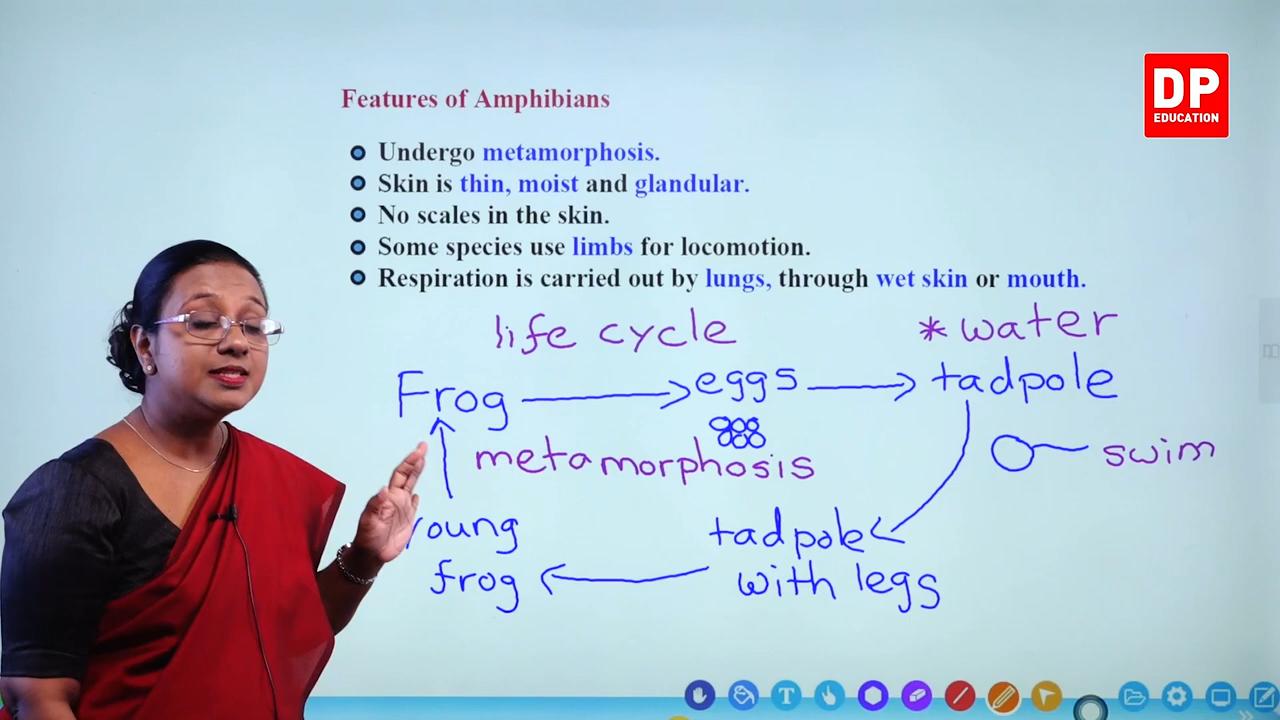 DP
EDUCATION
Features of Amphibians
Undergo metamorphosis.
Skin is thin, moist and glandular.
No scales in the skin.
Some species use limbs for locomotion.
Respiration is carried out by lungs, through wet skin or mouth.
life cycle
* water
Frog
eggs
tadpole
metamorphosis
swim
young
frog
tadpole
with legs
T